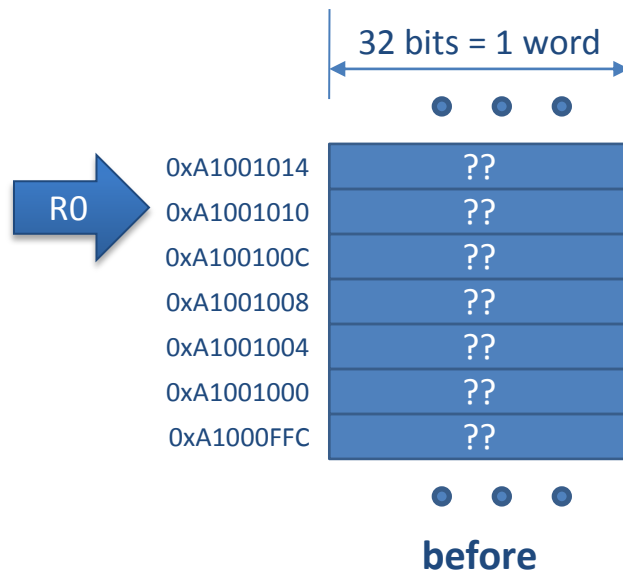 32 bits = 1 word
0xA1001014 ??
R0
0xA1001010 ??
0xA100100C ??
0xA1001008 ??
0xA1001004 ??
0xA1001000 ??
0xA1000FFC ??
before